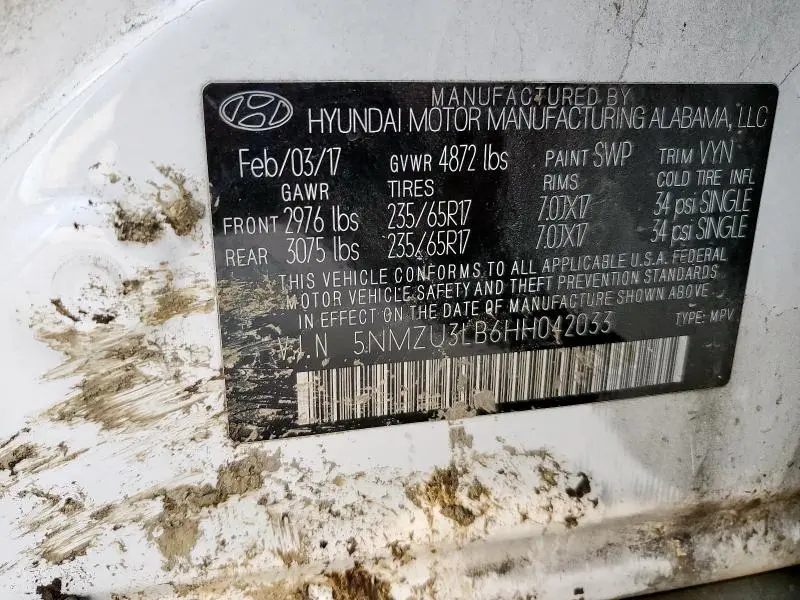 MANUFACTURED BY
HYUNDAI MOTOR MANUFACTURING ALABAMA, LLC
Feb/03/17 GVWR 4872 lbs PAINT SWP TRIM VYN
GAWR TIRES RIMS COLD TIRE INFL
FRONT 2976 lbs 235/65R17 7.0JX17 34 psi SINGLE
REAR 3075 lbs 235/65R17 7.0JX17 34 psi SINGLE
THIS VEHICLE CONFORMS TO ALL APPLICABLE U.S.A. FEDERAL
MOTOR VEHICLE SAFETY AND THEFT PREVENTION STANDARDS
IN EFFECT ON THE DATE OF MANUFACTURE SHOWN ABOVE.
V.I.N 5NMZU3LB6HH042033 TYPE: MPV